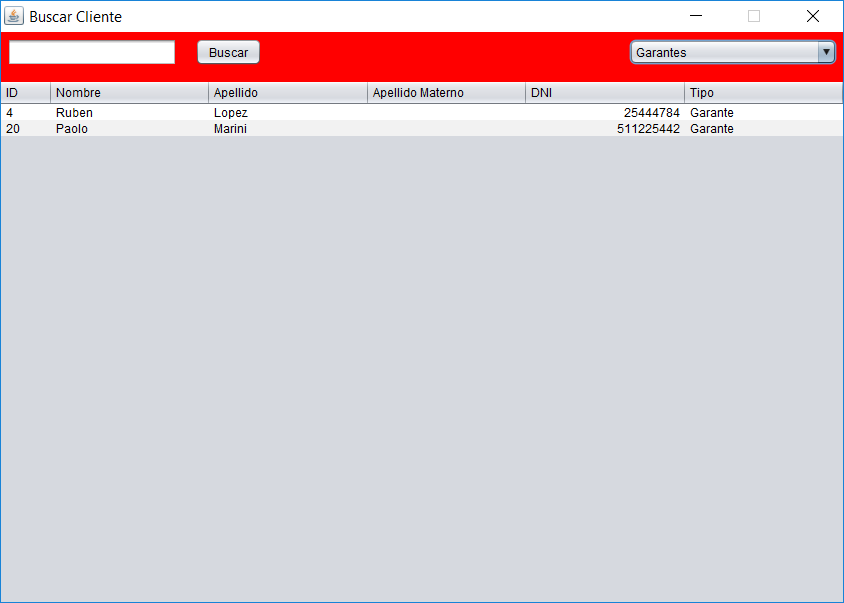 Buscar Cliente
Buscar Garantes
ID Nombre Apellido Apellido Materno DNI Tipo
4 Ruben Lopez 25444784 Garante
20 Paolo Marini 511225442 Garante